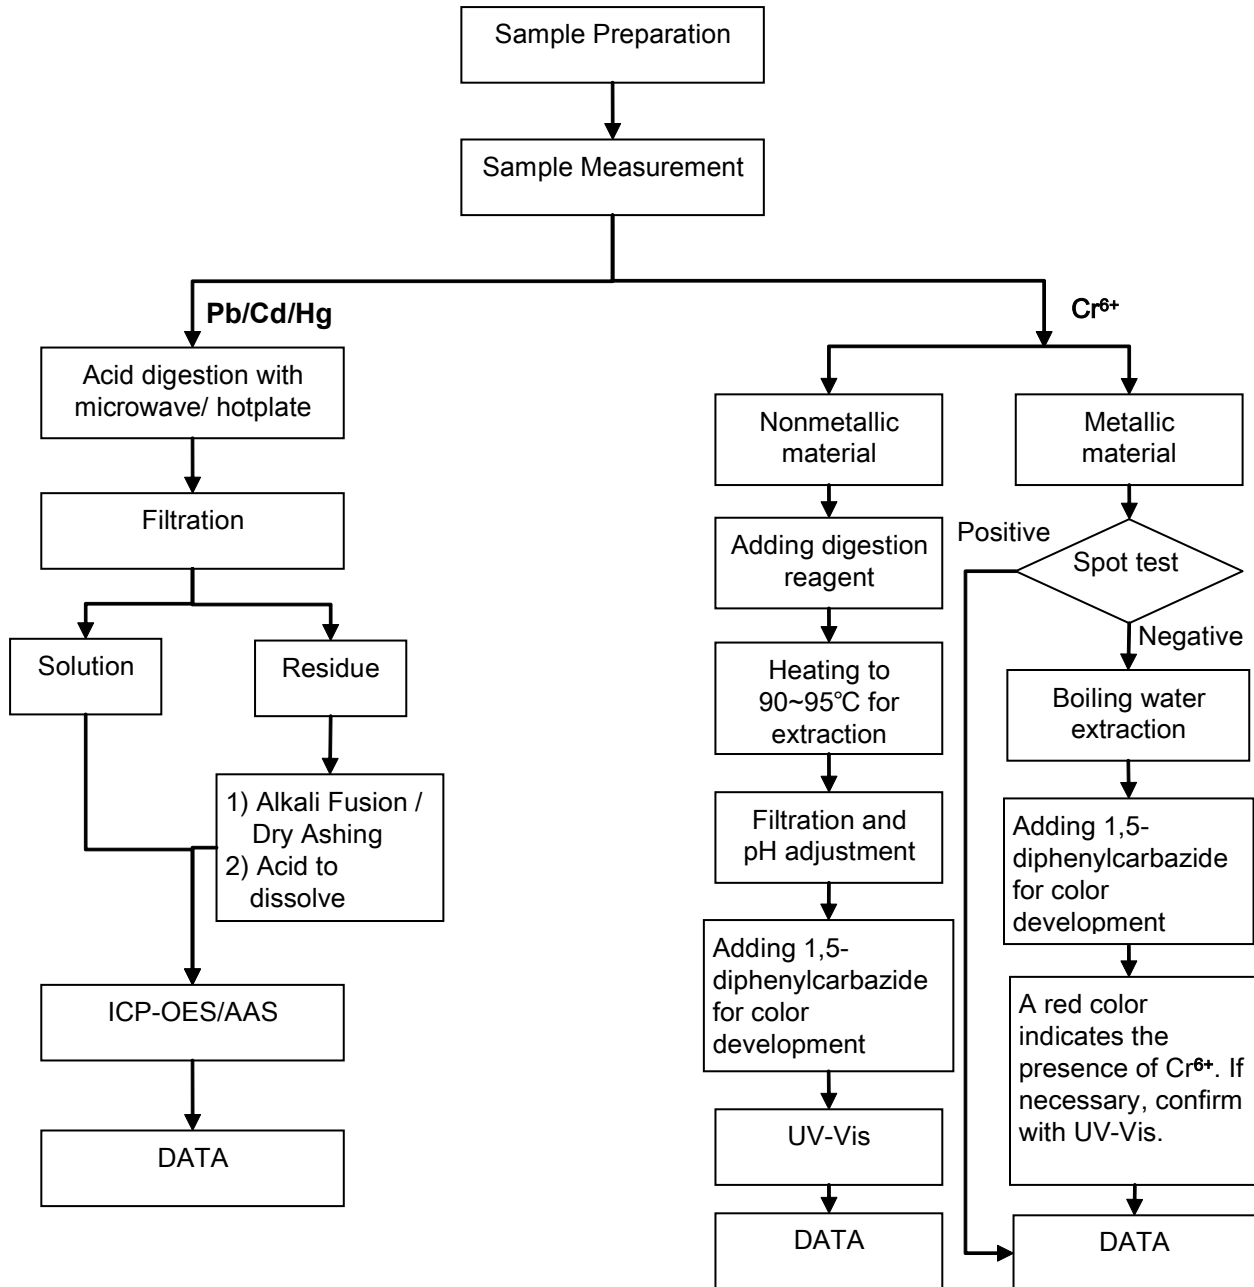 Sample Preparation
Sample Measurement
Pb/Cd/Hg
Cr⁶⁺
Acid digestion with
microwave/ hotplate
Filtration
Solution
Residue
1) Alkali Fusion /
Dry Ashing
2) Acid to
dissolve
ICP-OES/AAS
DATA
Nonmetallic
material
Adding digestion
reagent
Heating to
90~95℃ for
extraction
Filtration and
pH adjustment
Adding 1,5-
diphenylcarbazide
for color
development
UV-Vis
DATA
Metallic
material
Positive
Spot test
Negative
Boiling water
extraction
Adding 1,5-
diphenylcarbazide
for color
development
A red color
indicates the
presence of Cr⁶⁺. If
necessary, confirm
with UV-Vis.
DATA